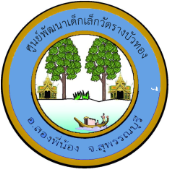 ศูนย์พัฒนาเด็กเล็กวัดรางบัวทอง
อ.สองพี่น้อง จ.สุพรรณบุรี